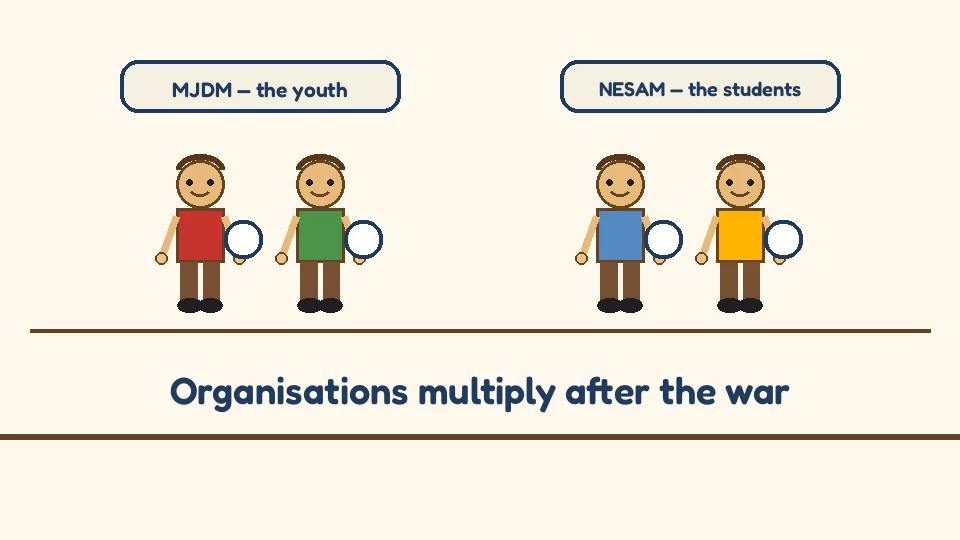 MJDM — the youth
NESAM — the students
Organisations multiply after the war